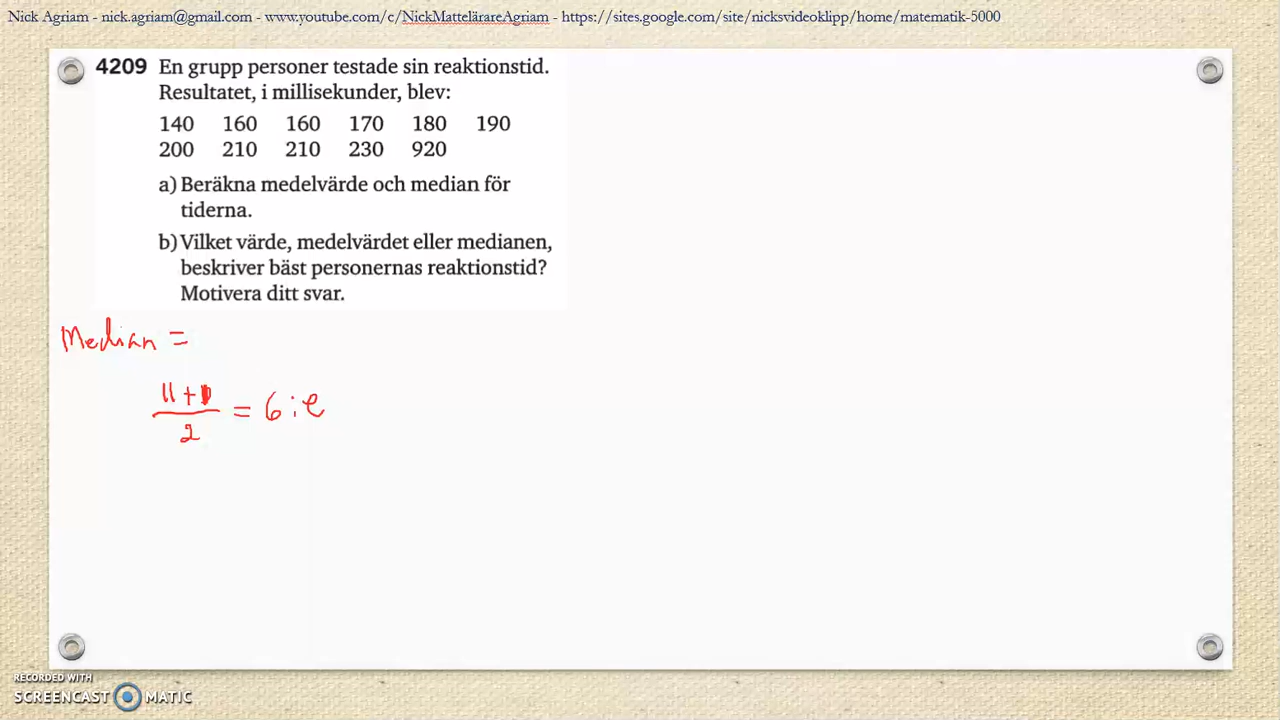 Nick Agriam - nick.agriam@gmail.com - www.youtube.com/c/NickMattelärareAgriam - https://sites.google.com/site/nicksvideoklipp/home/matematik-5000
4209 En grupp personer testade sin reaktionstid.
Resultatet, i millisekunder, blev:
140 160 160 170 180 190
200 210 210 230 920
a) Beräkna medelvärde och median för
tiderna.
b) Vilket värde, medelvärdet eller medianen,
beskriver bäst personernas reaktionstid?
Motivera ditt svar.
Median =
11+1
2
= 6:e
RECORDED WITH
SCREENCAST MATIC